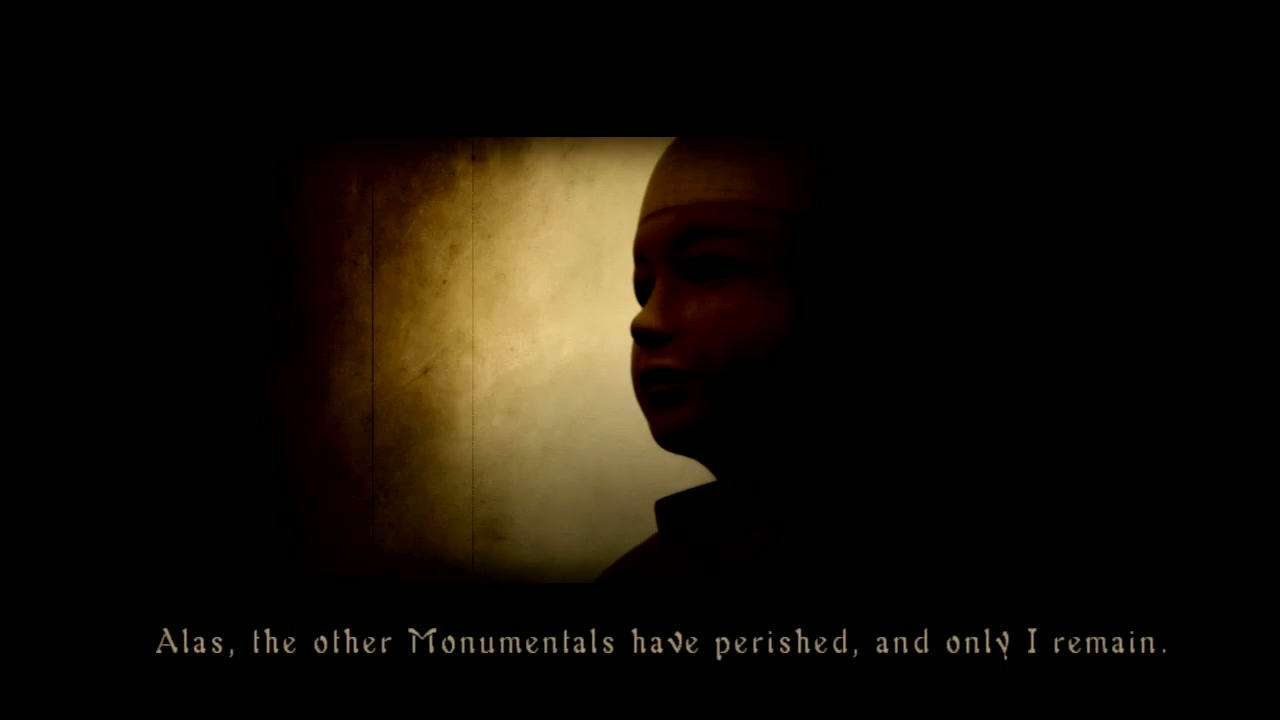 Alas, the other Monumentals have perished, and only I remain.